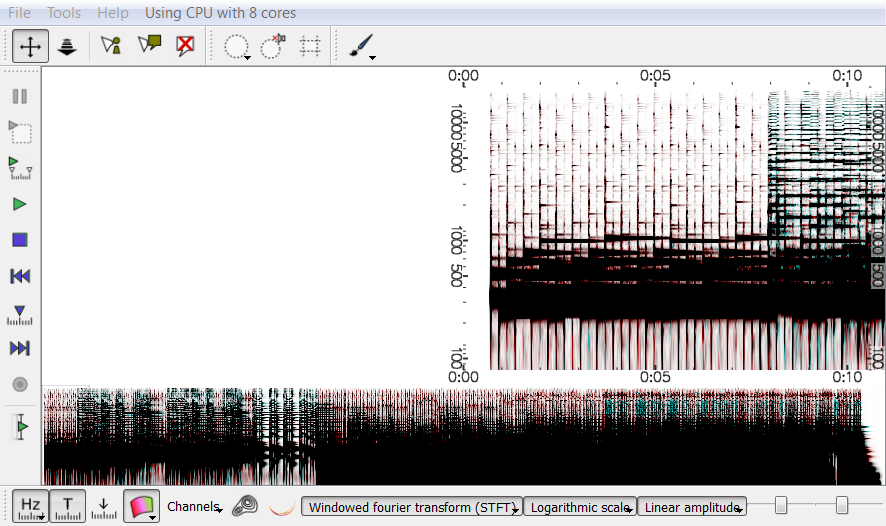 File Tools Help Using CPU with 8 cores
0:00 0:05 0:10
10000 5000 1000 500 100
10000 5000 1000 500 100
0:00 0:05 0:10
Hz T Channels Windowed fourier transform (STFT) Logarithmic scale Linear amplitude